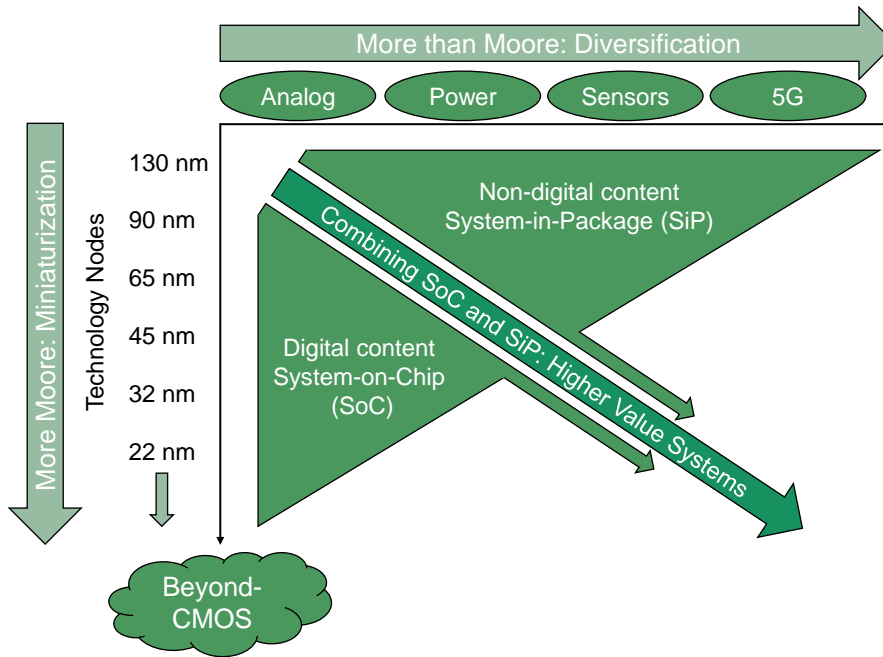 More than Moore: Diversification
Analog
Power
Sensors
5G
More Moore: Miniaturization
Technology Nodes
130 nm
90 nm
65 nm
45 nm
32 nm
22 nm
Non-digital content
System-in-Package (SiP)
Combining SoC and SiP: Higher Value Systems
Digital content
System-on-Chip
(SoC)
Beyond-
CMOS